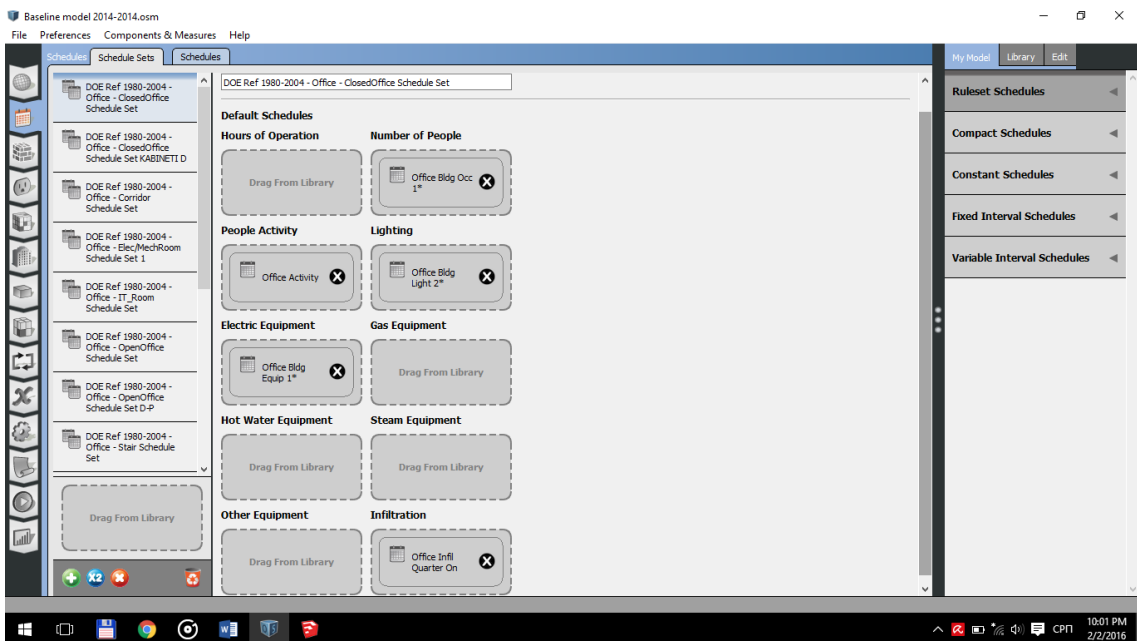 Baseline model 2014-2014.osm
File Preferences Components & Measures Help
Schedules Schedule Sets Schedules
My Model Library Edit
DOE Ref 1980-2004 -
Office - ClosedOffice
Schedule Set
DOE Ref 1980-2004 -
Office - ClosedOffice
Schedule Set KABINETI D
DOE Ref 1980-2004 -
Office - Corridor
Schedule Set
DOE Ref 1980-2004 -
Office - Elec/MechRoom
Schedule Set 1
DOE Ref 1980-2004 -
Office - IT_Room
Schedule Set
DOE Ref 1980-2004 -
Office - OpenOffice
Schedule Set
DOE Ref 1980-2004 -
Office - OpenOffice
Schedule Set D-P
DOE Ref 1980-2004 -
Office - Stair Schedule
Set
Drag From Library
X2
DOE Ref 1980-2004 - Office - ClosedOffice Schedule Set
Default Schedules
Hours of Operation Number of People
Drag From Library
Office Bldg Occ
1*
People Activity Lighting
Office Activity
Office Bldg
Light 2*
Electric Equipment Gas Equipment
Office Bldg
Equip 1*
Drag From Library
Hot Water Equipment Steam Equipment
Drag From Library Drag From Library
Other Equipment Infiltration
Drag From Library
Office Infil
Quarter On
Ruleset Schedules
Compact Schedules
Constant Schedules
Fixed Interval Schedules
Variable Interval Schedules
СРП
10:01 PM
2/2/2016